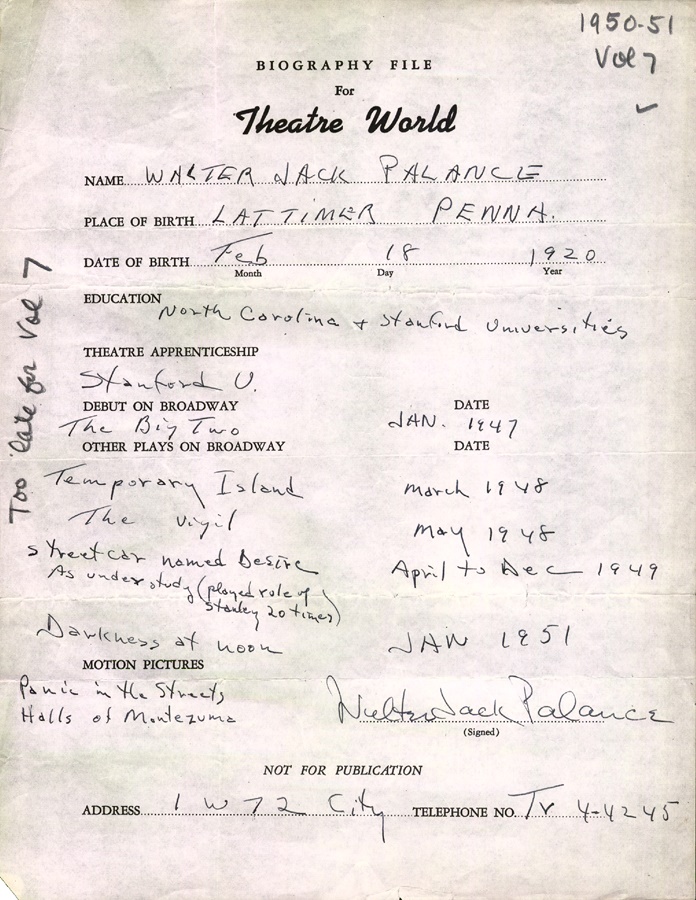 1950-51
Vol 7
BIOGRAPHY FILE
For
Theatre World
NAME WALTER JACK PALANCE
PLACE OF BIRTH LATTIMER PENNA.
DATE OF BIRTH Feb 18 1920
Month Day Year
EDUCATION
North Carolina + Stanford Universities
THEATRE APPRENTICESHIP
Stanford U.
DEBUT ON BROADWAY DATE
The Big Two JAN. 1947
OTHER PLAYS ON BROADWAY DATE
Temporary Island March 1948
The Vigil May 1948
Streetcar named Desire April to Dec 1949
As understudy (played role of
Stanley 20 times)
Darkness at noon JAN 1951
MOTION PICTURES
Panic in the Streets
Halls of Montezuma
Walter Jack Palance
(Signed)
NOT FOR PUBLICATION
ADDRESS 1 W 72 City TELEPHONE NO. Tr 4-4245
Too late for Vol 7